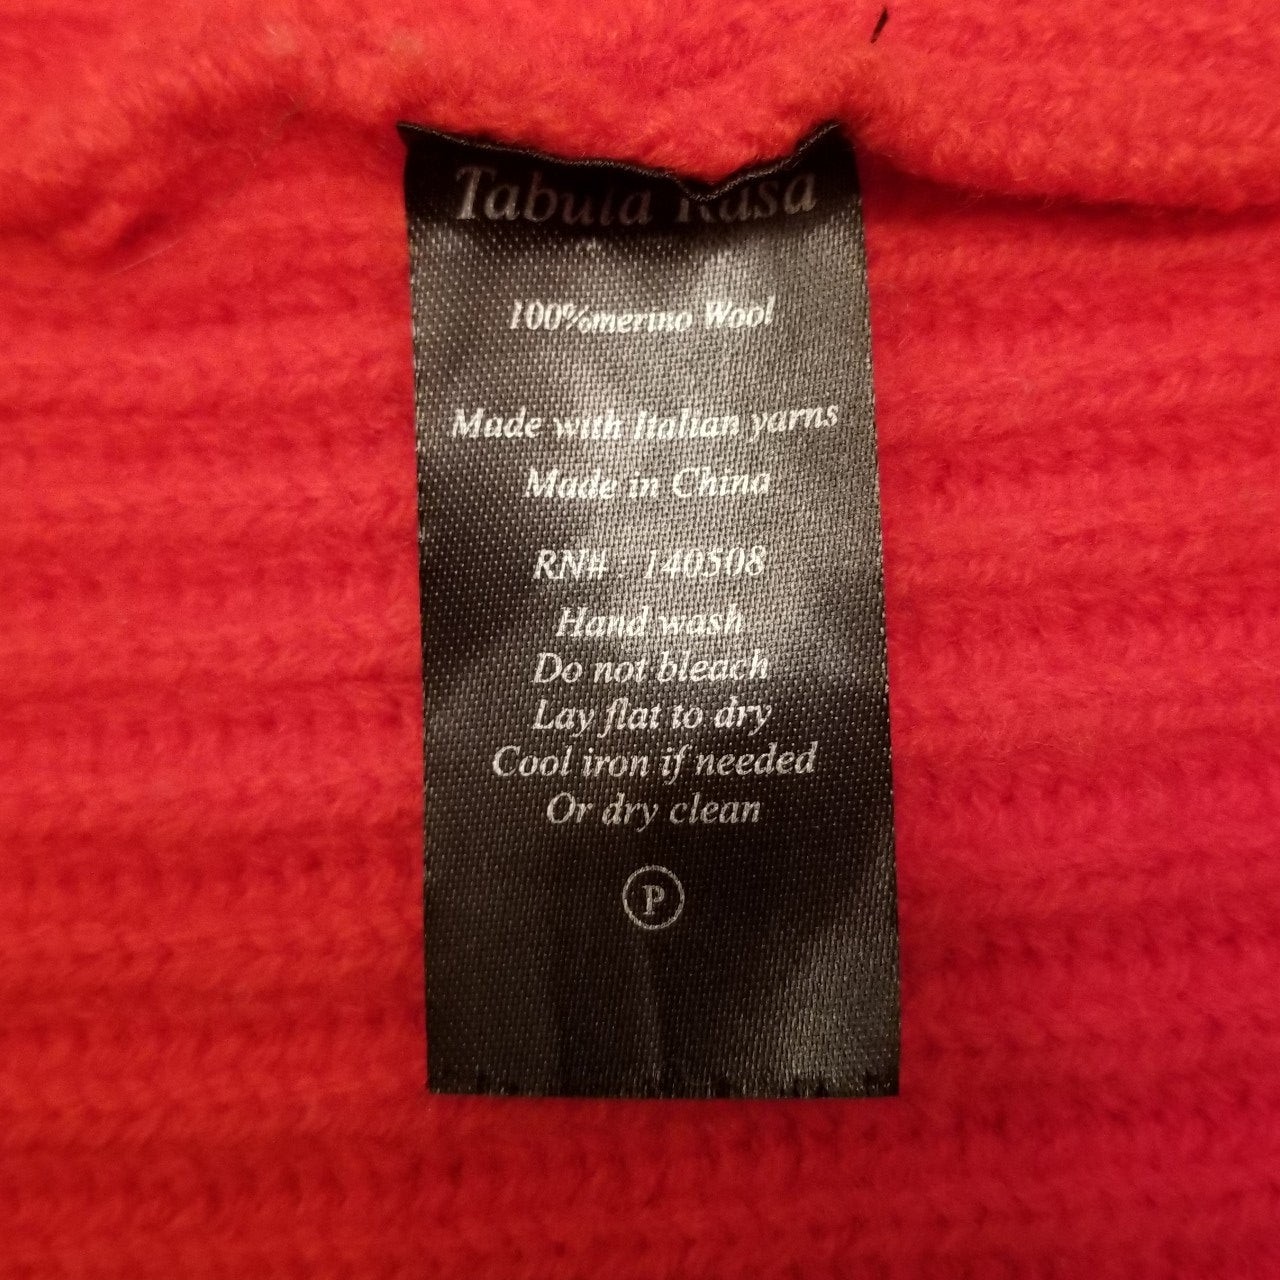 Tabula Rasa
100%merino Wool
Made with Italian yarns
Made in China
RN# : 140508
Hand wash
Do not bleach
Lay flat to dry
Cool iron if needed
Or dry clean
P